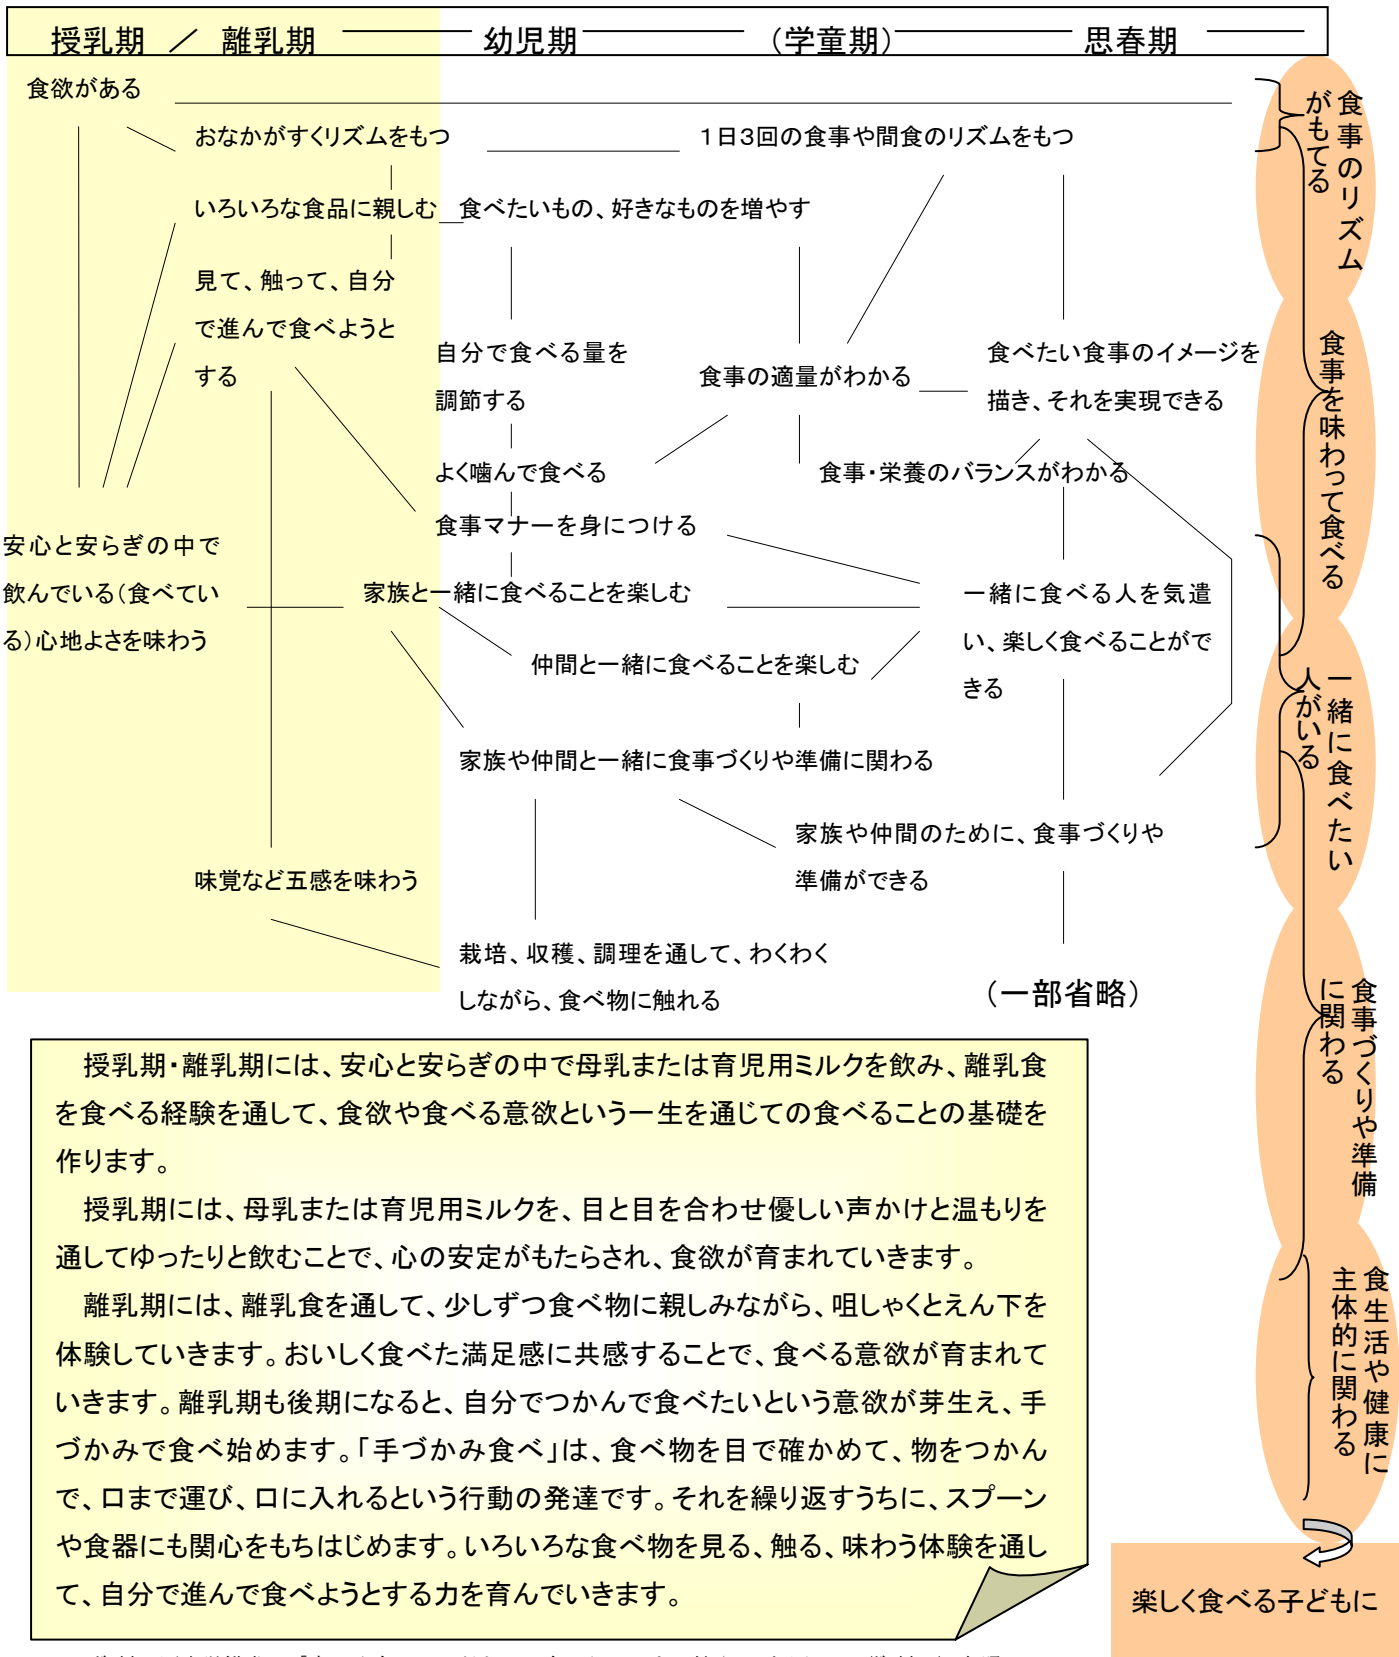 授乳期 ／ 離乳期 ― 幼児期 ― (学童期) ― 思春期 ―
食欲がある
おなかがすくリズムをもつ
1日3回の食事や間食のリズムをもつ
いろいろな食品に親しむ
食べたいもの、好きなものを増やす
見て、触って、自分
で進んで食べようと
する
自分で食べる量を
調節する
食事の適量がわかる
食べたい食事のイメージを
描き、それを実現できる
よく噛んで食べる
食事・栄養のバランスがわかる
食事マナーを身につける
安心と安らぎの中で
飲んでいる(食べてい
る)心地よさを味わう
家族と一緒に食べることを楽しむ
一緒に食べる人を気遣
い、楽しく食べることがで
きる
仲間と一緒に食べることを楽しむ
家族や仲間と一緒に食事づくりや準備に関わる
家族や仲間のために、食事づくりや
準備ができる
味覚など五感を味わう
栽培、収穫、調理を通して、わくわく
しながら、食べ物に触れる
(一部省略)
食事のリズム
がもてる
食事を味わって食べる
一緒に食べたい
人がいる
食事づくりや準備
に関わる
食生活や健康に
主体的に関わる
楽しく食べる子どもに
授乳期・離乳期には、安心と安らぎの中で母乳または育児用ミルクを飲み、離乳食
を食べる経験を通して、食欲や食べる意欲という一生を通じての食べることの基礎を
作ります。
授乳期には、母乳または育児用ミルクを、目と目を合わせ優しい声かけと温もりを
通してゆったりと飲むことで、心の安定がもたらされ、食欲が育まれていきます。
離乳期には、離乳食を通して、少しずつ食べ物に親しみながら、咀しゃくとえん下を
体験していきます。おいしく食べた満足感に共感することで、食べる意欲が育まれて
いきます。離乳期も後期になると、自分でつかんで食べたいという意欲が芽生え、手
づかみで食べ始めます。「手づかみ食べ」は、食べ物を目で確かめて、物をつかん
で、口まで運び、口に入れるという行動の発達です。それを繰り返すうちに、スプーン
や食器にも関心をもちはじめます。いろいろな食べ物を見る、触る、味わう体験を通し
て、自分で進んで食べようとする力を育んでいきます。